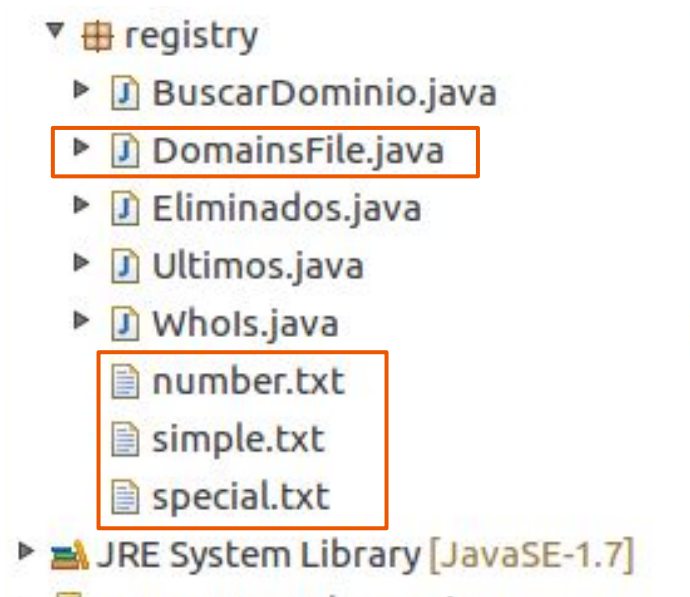 registry
BuscarDominio.java
DomainsFile.java
Eliminados.java
Ultimos.java
WhoIs.java
number.txt
simple.txt
special.txt
JRE System Library [JavaSE-1.7]